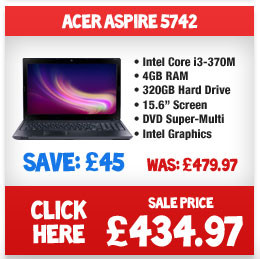 ACER ASPIRE 5742
• Intel Core i3-370M
• 4GB RAM
• 320GB Hard Drive
• 15.6” Screen
• DVD Super-Multi
• Intel Graphics
SAVE: £45
WAS: £479.97
CLICK HERE
SALE PRICE
£434.97